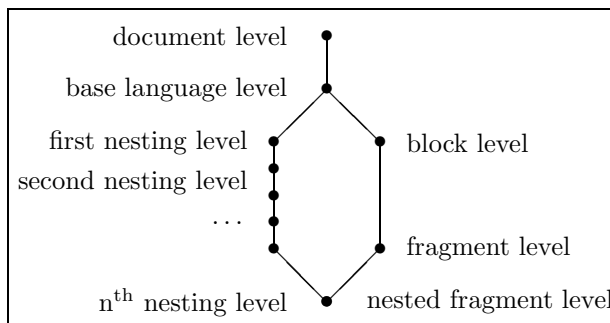 document level
base language level
first nesting level
block level
second nesting level
...
fragment level
n^th nesting level
nested fragment level